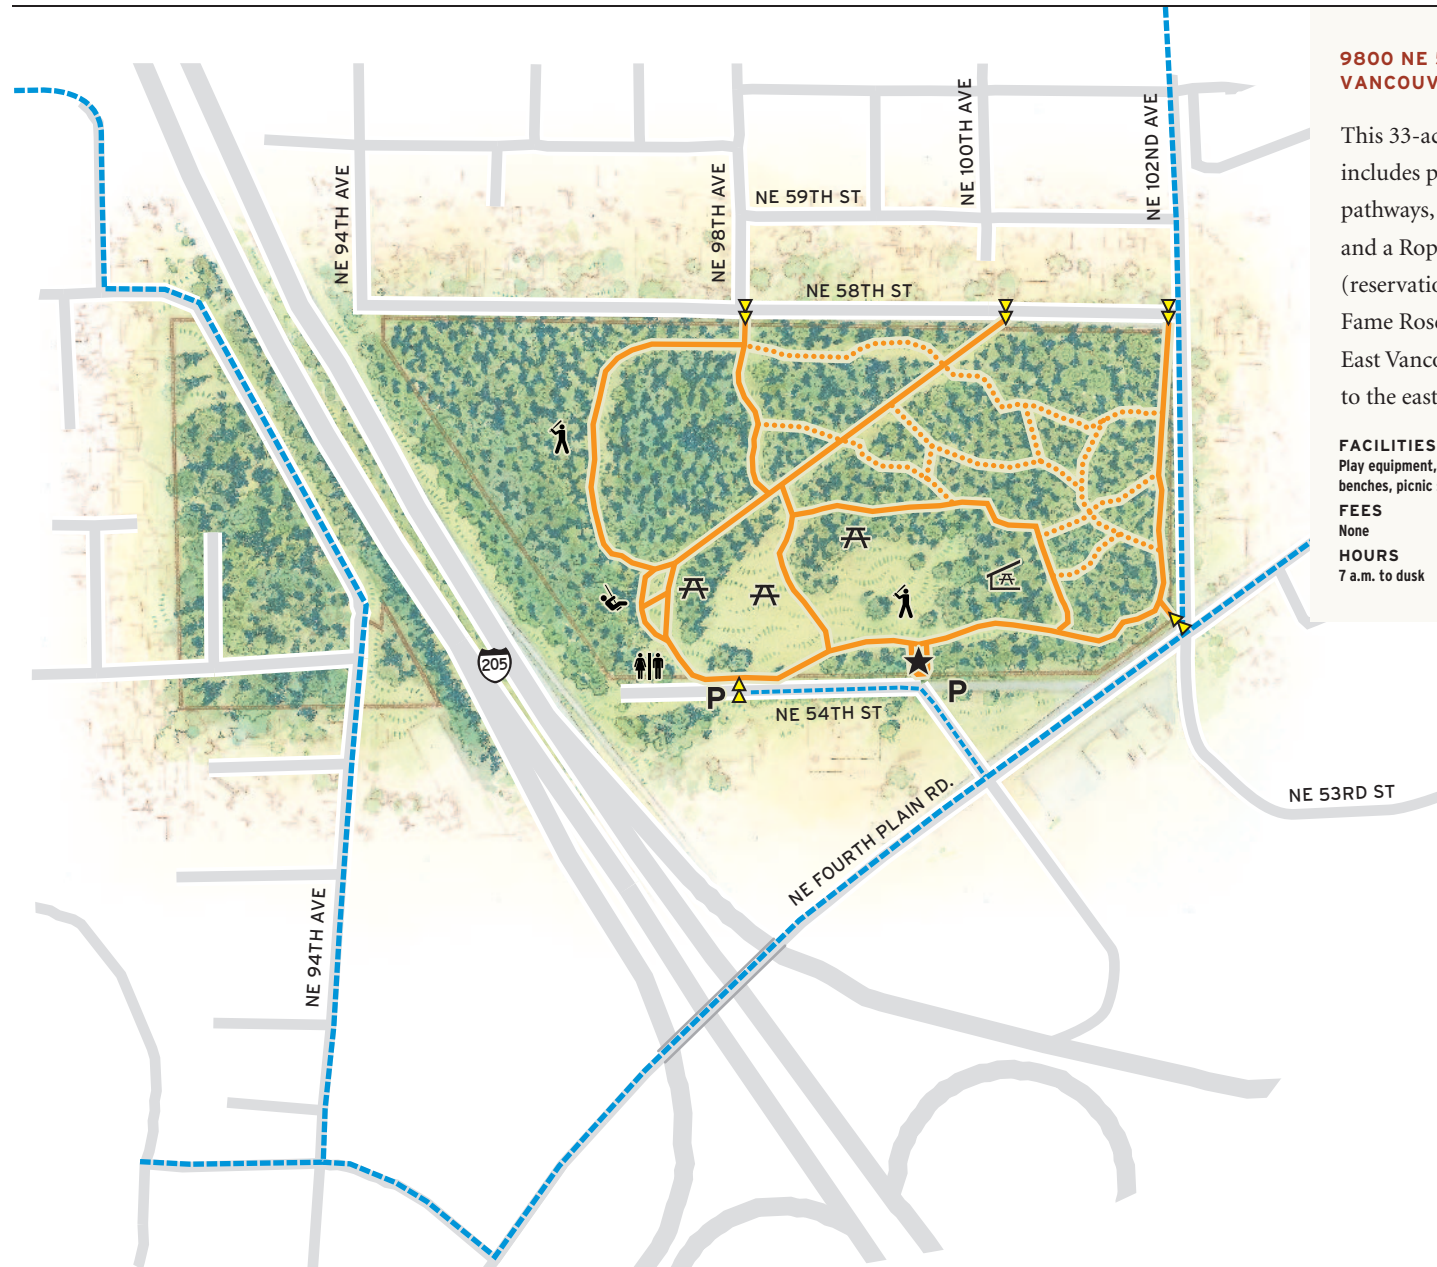 9800 NE
VANCOUV
This 33-ac
includes p
pathways,
and a Rop
(reservatio
Fame Rose
East Vanco
to the east
FACILITIES
Play equipment,
benches, picnic
FEES
None
HOURS
7 a.m. to dusk
NE 94TH AVE
NE 98TH AVE
NE 100TH AVE
NE 102ND AVE
NE 59TH ST
NE 58TH ST
205
P
P
NE 54TH ST
NE 53RD ST
NE FOURTH PLAIN RD.
NE 94TH AVE